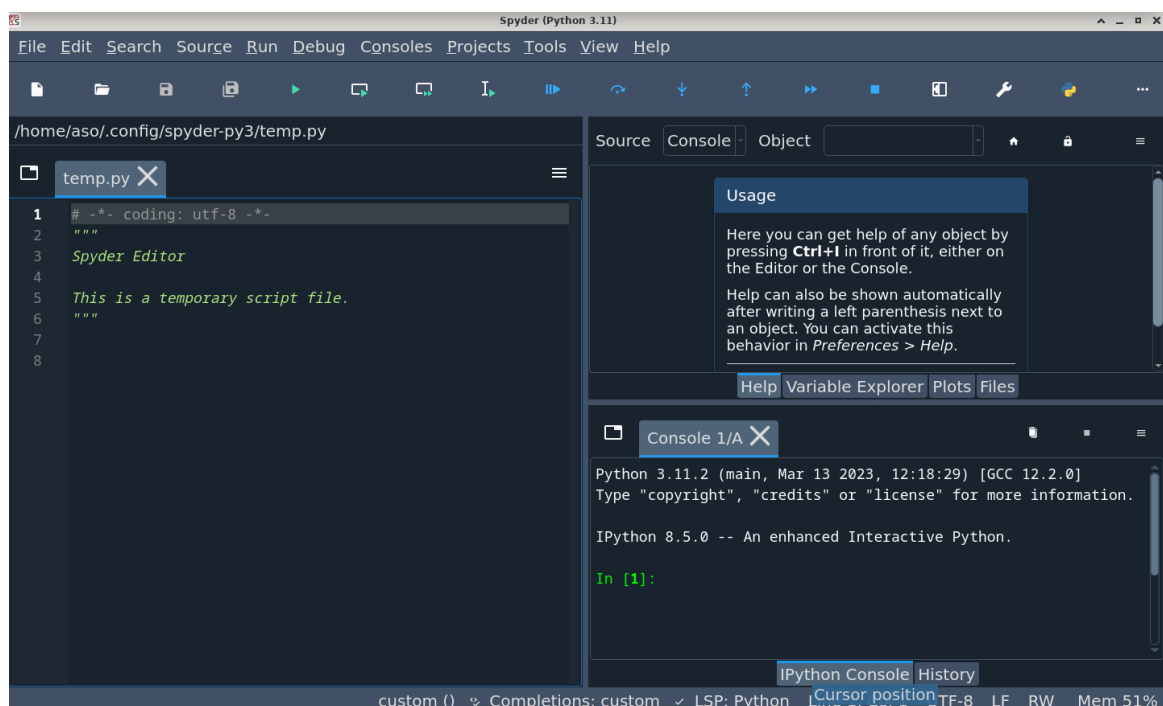 Spyder (Python 3.11)
File Edit Search Source Run Debug Consoles Projects Tools View Help
/home/aso/.config/spyder-py3/temp.py
temp.py
1 # -*- coding: utf-8 -*-
2 """
3 Spyder Editor
4
5 This is a temporary script file.
6 """
7
8
Source Console Object
Usage
Here you can get help of any object by
pressing Ctrl+I in front of it, either on
the Editor or the Console.
Help can also be shown automatically
after writing a left parenthesis next to
an object. You can activate this
behavior in Preferences > Help.
Help Variable Explorer Plots Files
Console 1/A
Python 3.11.2 (main, Mar 13 2023, 12:18:29) [GCC 12.2.0]
Type "copyright", "credits" or "license" for more information.
IPython 8.5.0 -- An enhanced Interactive Python.
In [1]:
IPython Console History
custom () Completions: custom LSP: Python Cursor position TF-8 LF RW Mem 51%